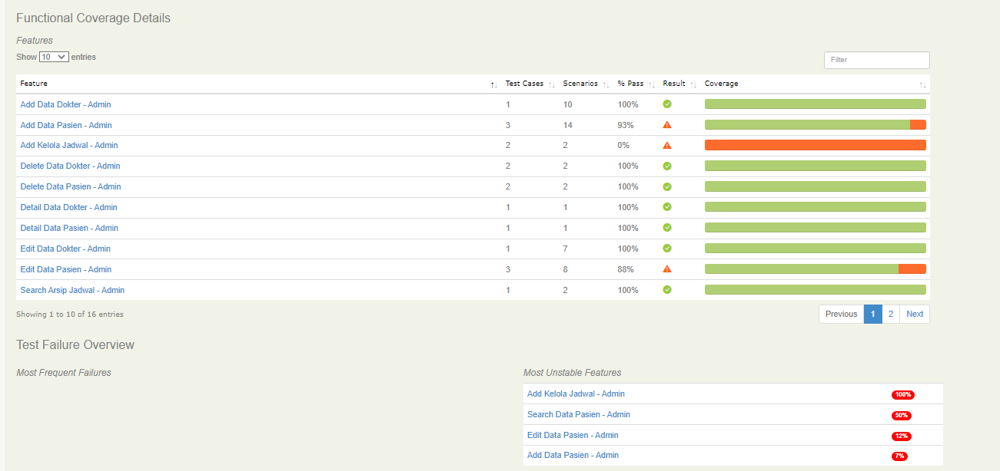 Functional Coverage Details
Features
Show 10 entries
Filter
Feature Test Cases Scenarios % Pass Result Coverage
Add Data Dokter - Admin 1 10 100%
Add Data Pasien - Admin 3 14 93%
Add Kelola Jadwal - Admin 2 2 0%
Delete Data Dokter - Admin 2 2 100%
Delete Data Pasien - Admin 2 2 100%
Detail Data Dokter - Admin 1 1 100%
Detail Data Pasien - Admin 1 1 100%
Edit Data Dokter - Admin 1 7 100%
Edit Data Pasien - Admin 3 8 88%
Search Arsip Jadwal - Admin 1 2 100%
Showing 1 to 10 of 16 entries
Previous 1 2 Next
Test Failure Overview
Most Frequent Failures
Most Unstable Features
Add Kelola Jadwal - Admin 100%
Search Data Pasien - Admin 50%
Edit Data Pasien - Admin 12%
Add Data Pasien - Admin 7%